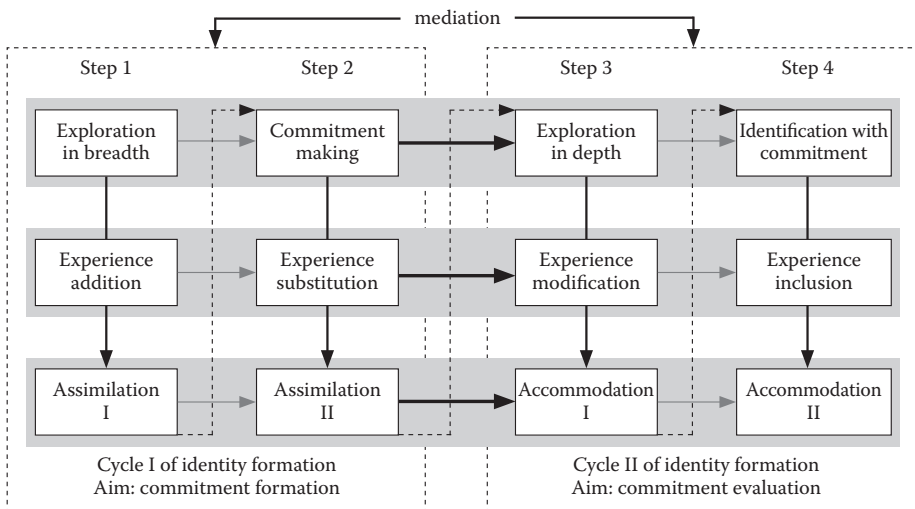 mediation
Step 1
Step 2
Step 3
Step 4
Exploration
in breadth
Commitment
making
Exploration
in depth
Identification with
commitment
Experience
addition
Experience
substitution
Experience
modification
Experience
inclusion
Assimilation
I
Assimilation
II
Accommodation
I
Accommodation
II
Cycle I of identity formation
Aim: commitment formation
Cycle II of identity formation
Aim: commitment evaluation